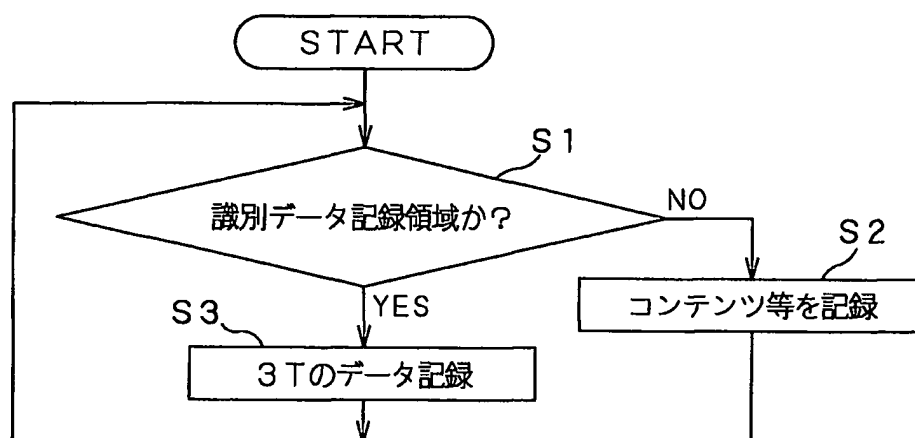 START
S1
識別データ記録領域か?
NO
S2
コンテンツ等を記録
YES
S3
3Tのデータ記録